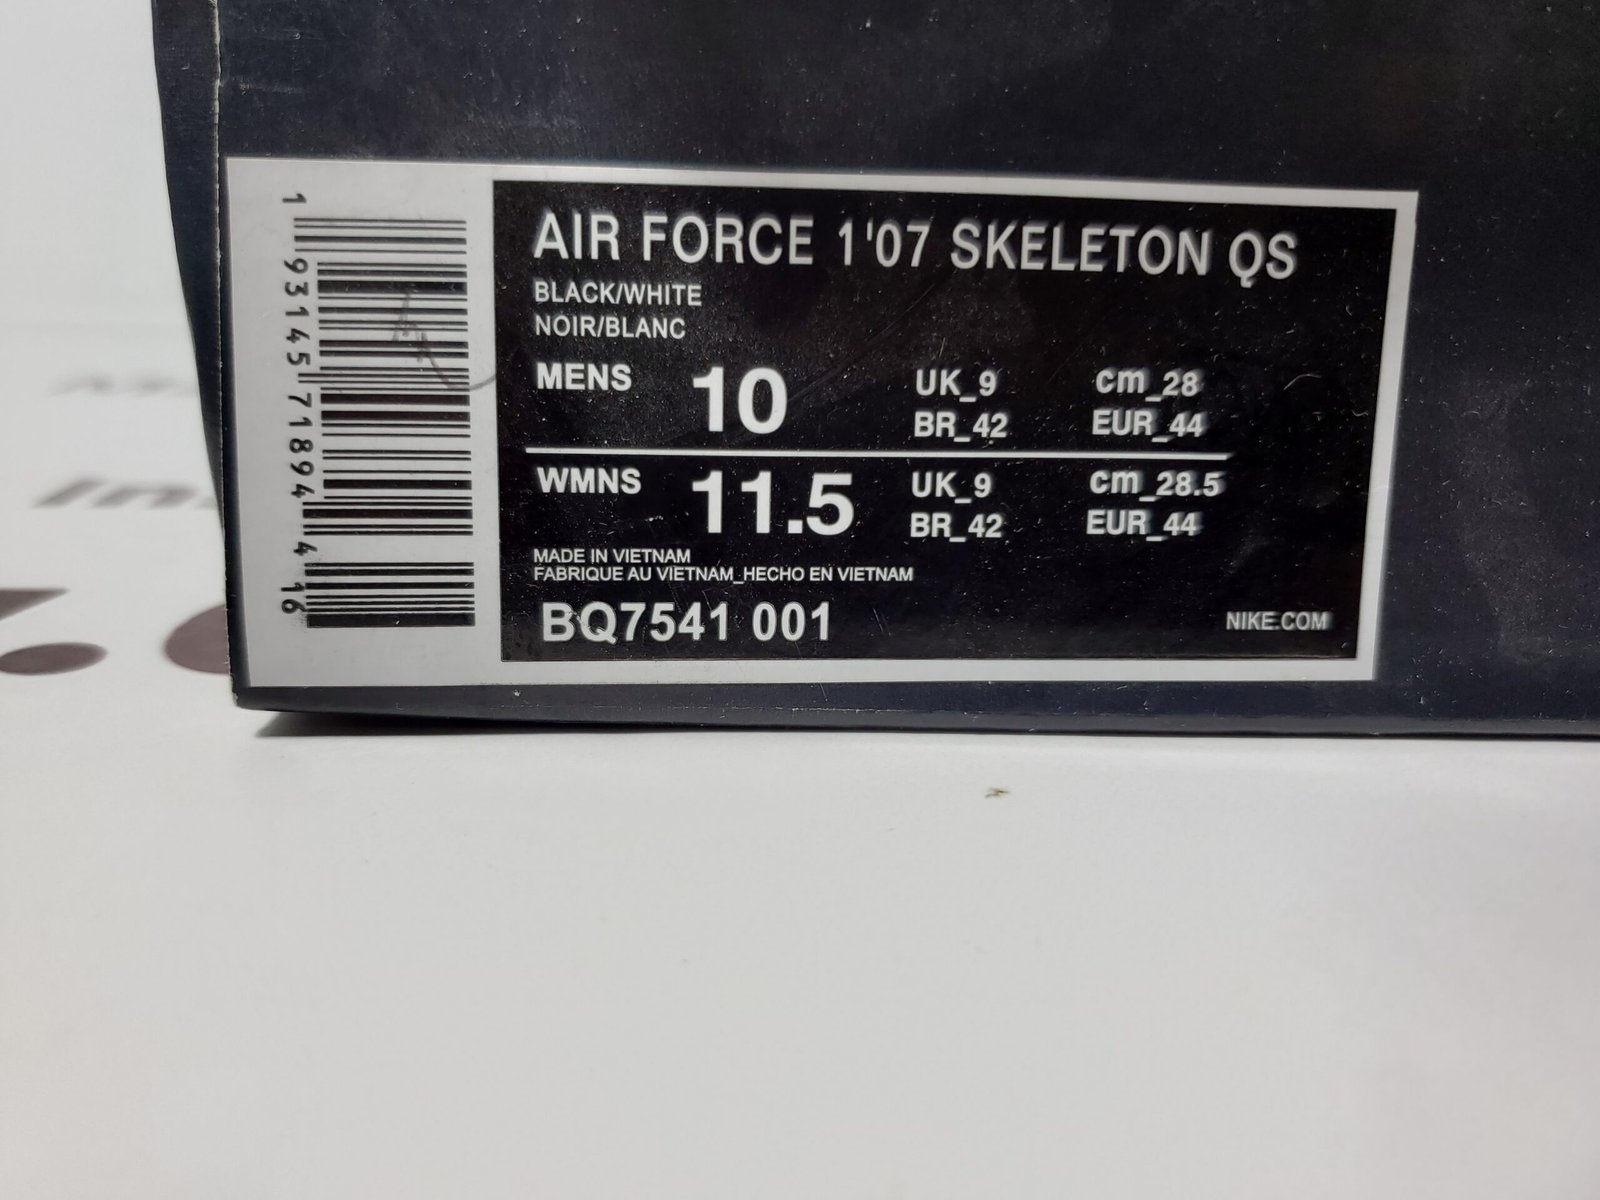 AIR FORCE 1'07 SKELETON QS
BLACK/WHITE
NOIR/BLANC
MENS 10 UK_9 cm_28
BR_42 EUR_44
WMNS 11.5 UK_9 cm_28.5
BR_42 EUR_44
MADE IN VIETNAM
FABRIQUE AU VIETNAM_HECHO EN VIETNAM
BQ7541 001
NIKE.COM
1 93145 71894 4 16